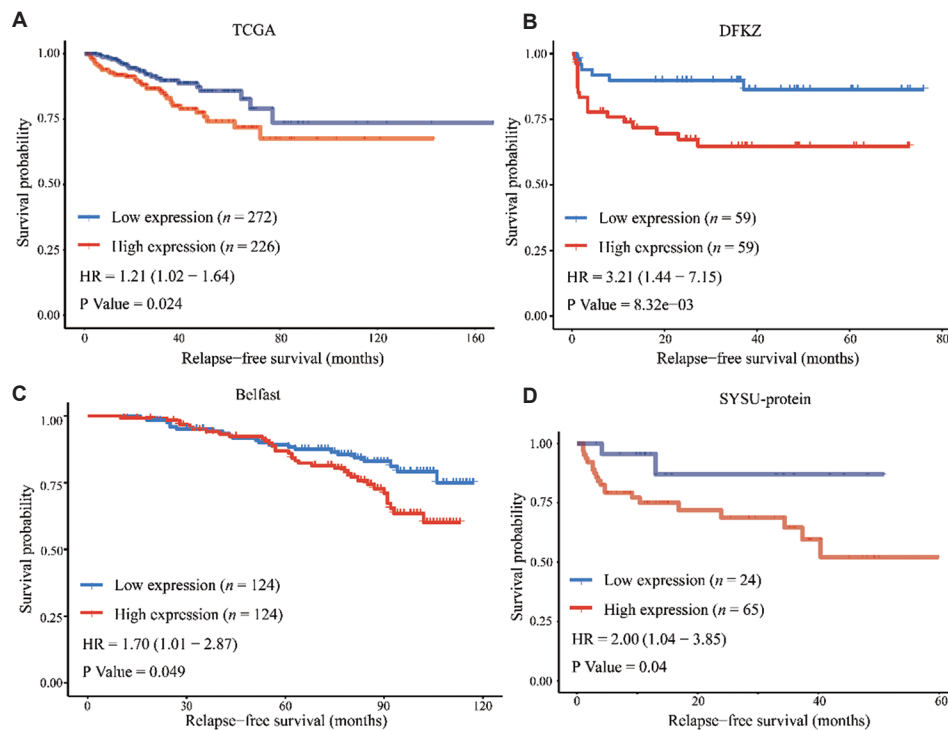 A
TCGA
Survival probability
1.00
0.75
0.50
0.25
0.00
Low expression (n = 272)
High expression (n = 226)
HR = 1.21 (1.02 − 1.64)
P Value = 0.024
0 40 80 120 160
Relapse−free survival (months)
B
DFKZ
Survival probability
1.00
0.75
0.50
0.25
0.00
Low expression (n = 59)
High expression (n = 59)
HR = 3.21 (1.44 − 7.15)
P Value = 8.32e−03
0 20 40 60 80
Relapse−free survival (months)
C
Belfast
Survival probability
1.00
0.75
0.50
0.25
0.00
Low expression (n = 124)
High expression (n = 124)
HR = 1.70 (1.01 − 2.87)
P Value = 0.049
0 30 60 90 120
Relapse−free survival (months)
D
SYSU-protein
Survival probability
1.00
0.75
0.50
0.25
0.00
Low expression (n = 24)
High expression (n = 65)
HR = 2.00 (1.04 − 3.85)
P Value = 0.04
0 20 40 60
Relapse−free survival (months)